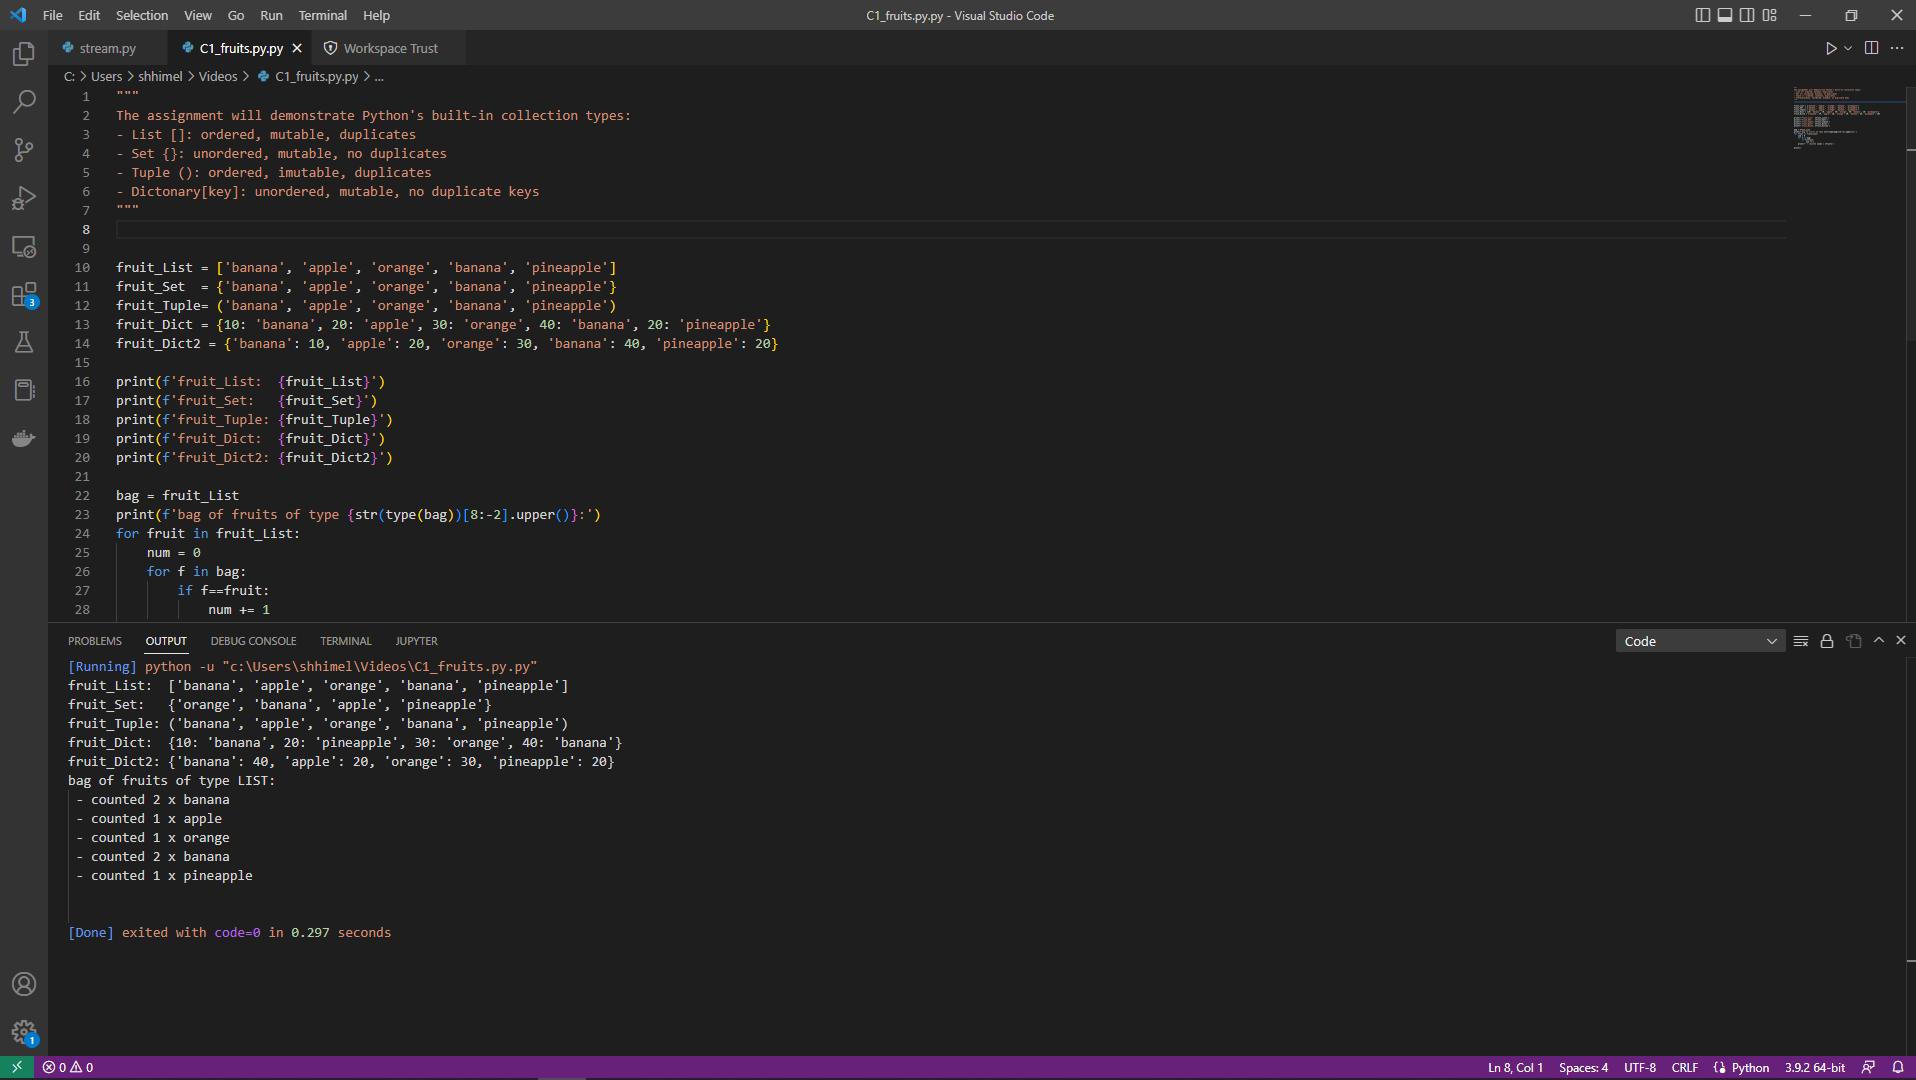 File Edit Selection View Go Run Terminal Help
C1_fruits.py.py - Visual Studio Code
stream.py C1_fruits.py.py Workspace Trust
C: > Users > shhimel > Videos > C1_fruits.py.py > ...
1 """
2 The assignment will demonstrate Python's built-in collection types:
3 - List []: ordered, mutable, duplicates
4 - Set {}: unordered, mutable, no duplicates
5 - Tuple (): ordered, imutable, duplicates
6 - Dictonary[key]: unordered, mutable, no duplicate keys
7 """
8
9
10 fruit_List = ['banana', 'apple', 'orange', 'banana', 'pineapple']
11 fruit_Set  = {'banana', 'apple', 'orange', 'banana', 'pineapple'}
12 fruit_Tuple= ('banana', 'apple', 'orange', 'banana', 'pineapple')
13 fruit_Dict = {10: 'banana', 20: 'apple', 30: 'orange', 40: 'banana', 20: 'pineapple'}
14 fruit_Dict2 = {'banana': 10, 'apple': 20, 'orange': 30, 'banana': 40, 'pineapple': 20}
15
16 print(f'fruit_List:  {fruit_List}')
17 print(f'fruit_Set:   {fruit_Set}')
18 print(f'fruit_Tuple: {fruit_Tuple}')
19 print(f'fruit_Dict:  {fruit_Dict}')
20 print(f'fruit_Dict2: {fruit_Dict2}')
21
22 bag = fruit_List
23 print(f'bag of fruits of type {str(type(bag))[8:-2].upper()}:')
24 for fruit in fruit_List:
25     num = 0
26     for f in bag:
27         if f==fruit:
28             num += 1
PROBLEMS OUTPUT DEBUG CONSOLE TERMINAL JUPYTER
Code
[Running] python -u "c:\Users\shhimel\Videos\C1_fruits.py.py"
fruit_List:  ['banana', 'apple', 'orange', 'banana', 'pineapple']
fruit_Set:   {'orange', 'banana', 'apple', 'pineapple'}
fruit_Tuple: ('banana', 'apple', 'orange', 'banana', 'pineapple')
fruit_Dict:  {10: 'banana', 20: 'pineapple', 30: 'orange', 40: 'banana'}
fruit_Dict2: {'banana': 40, 'apple': 20, 'orange': 30, 'pineapple': 20}
bag of fruits of type LIST:
 - counted 2 x banana
 - counted 1 x apple
 - counted 1 x orange
 - counted 2 x banana
 - counted 1 x pineapple
[Done] exited with code=0 in 0.297 seconds
3
1
0 0
Ln 8, Col 1 Spaces: 4 UTF-8 CRLF Python 3.9.2 64-bit